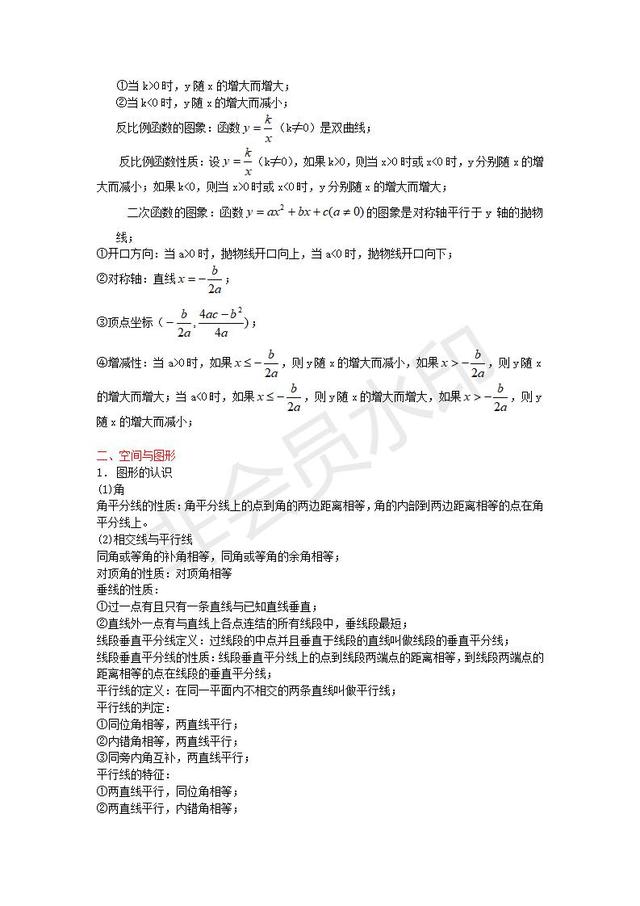 ①当 k>0 时，y 随 x 的增大而增大；
②当 k<0 时，y 随 x 的增大而减小；
反比例函数的图象：函数 y = k/x （k≠0）是双曲线；
反比例函数性质：设 y = k/x （k≠0），如果 k>0，则当 x>0 时或 x<0 时，y 分别随 x 的增
大而减小；如果 k<0，则当 x>0 时或 x<0 时，y 分别随 x 的增大而增大；
二次函数的图象：函数 y = ax² + bx + c(a ≠ 0) 的图象是对称轴平行于 y 轴的抛物
线；
①开口方向：当 a>0 时，抛物线开口向上，当 a<0 时，抛物线开口向下；
②对称轴：直线 x = −b/2a；
③顶点坐标（−b/2a, (4ac − b²)/4a)；
④增减性：当 a>0 时，如果 x ≤ −b/2a，则 y 随 x 的增大而减小，如果 x > −b/2a，则 y 随 x
的增大而增大；当 a<0 时，如果 x ≤ −b/2a，则 y 随 x 的增大而增大，如果 x > −b/2a，则 y
随 x 的增大而减小；
二、空间与图形
1. 图形的认识
(1)角
角平分线的性质：角平分线上的点到角的两边距离相等，角的内部到两边距离相等的点在角
平分线上。
(2)相交线与平行线
同角或等角的补角相等，同角或等角的余角相等；
对顶角的性质：对顶角相等
垂线的性质：
①过一点有且只有一条直线与已知直线垂直；
②直线外一点有与直线上各点连结的所有线段中，垂线段最短；
线段垂直平分线定义：过线段的中点并且垂直于线段的直线叫做线段的垂直平分线；
线段垂直平分线的性质：线段垂直平分线上的点到线段两端点的距离相等，到线段两端点的
距离相等的点在线段的垂直平分线；
平行线的定义：在同一平面内不相交的两条直线叫做平行线；
平行线的判定：
①同位角相等，两直线平行；
②内错角相等，两直线平行；
③同旁内角互补，两直线平行；
平行线的特征：
①两直线平行，同位角相等；
②两直线平行，内错角相等；
非会员水印